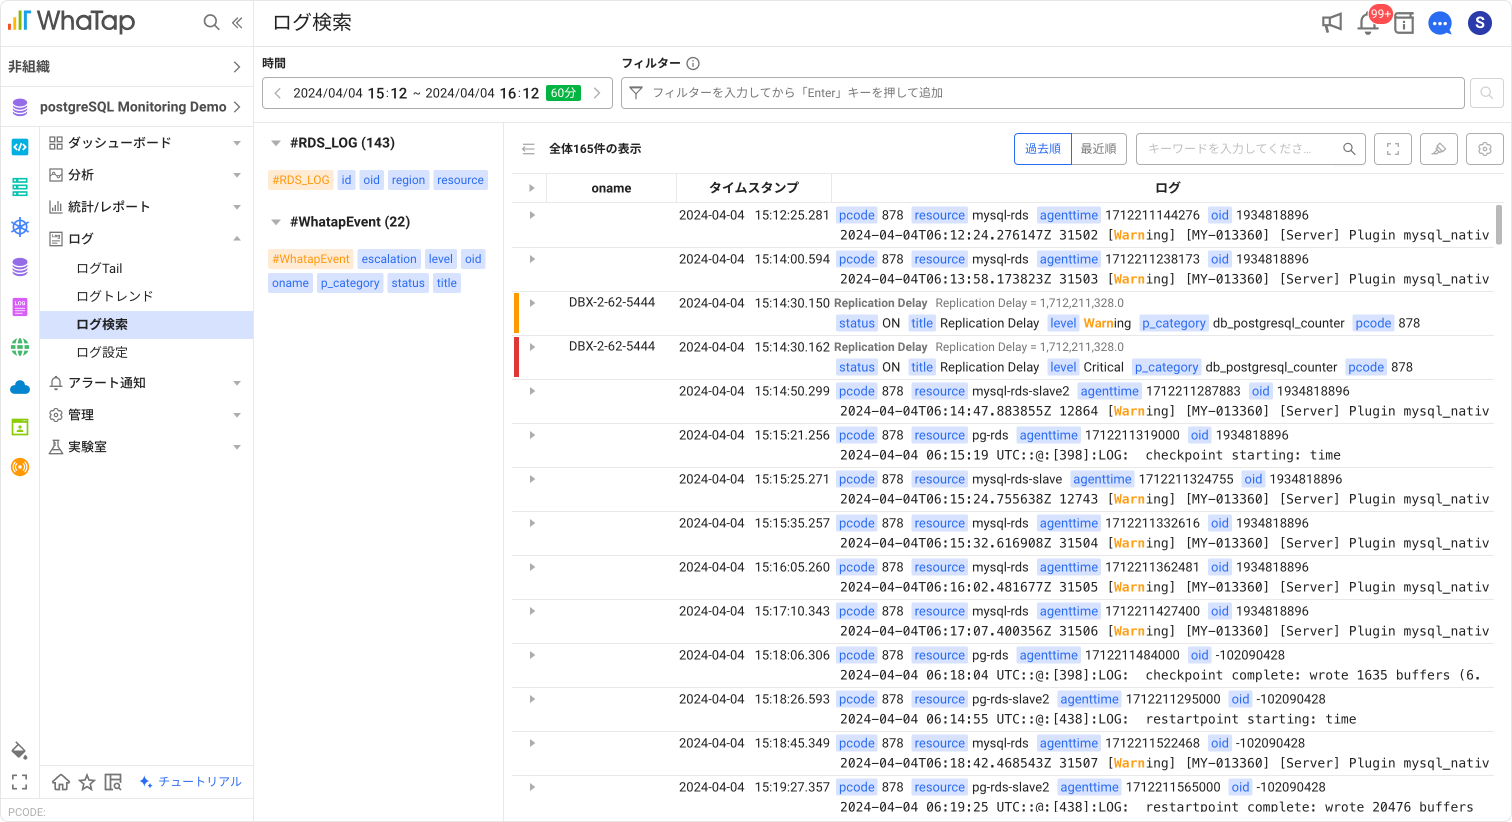 WhaTap
ログ検索
99+
S
非組織
postgreSQL Monitoring Demo
ダッシューボード
分析
統計/レポート
ログ
ログTail
ログトレンド
ログ検索
ログ設定
アラート通知
管理
実験室
LOG
チュートリアル
PCODE:
時間
2024/04/04 15:12 ~ 2024/04/04 16:12 60分
フィルター
フィルターを入力してから「Enter」キーを押して追加
#RDS_LOG (143)
#RDS_LOG id oid region resource
#WhatapEvent (22)
#WhatapEvent escalation level oid
oname p_category status title
全体165件の表示
過去順 最近順
キーワードを入力してくださ...
oname タイムスタンプ ログ
2024-04-04 15:12:25.281 pcode 878 resource mysql-rds agenttime 1712211144276 oid 1934818896
2024-04-04T06:12:24.276147Z 31502 [Warning] [MY-013360] [Server] Plugin mysql_nativ
2024-04-04 15:14:00.594 pcode 878 resource mysql-rds agenttime 1712211238173 oid 1934818896
2024-04-04T06:13:58.173823Z 31503 [Warning] [MY-013360] [Server] Plugin mysql_nativ
DBX-2-62-5444 2024-04-04 15:14:30.150 Replication Delay Replication Delay = 1,712,211,328.0
status ON title Replication Delay level Warning p_category db_postgresql_counter pcode 878
DBX-2-62-5444 2024-04-04 15:14:30.162 Replication Delay Replication Delay = 1,712,211,328.0
status ON title Replication Delay level Critical p_category db_postgresql_counter pcode 878
2024-04-04 15:14:50.299 pcode 878 resource mysql-rds-slave2 agenttime 1712211287883 oid 1934818896
2024-04-04T06:14:47.883855Z 12864 [Warning] [MY-013360] [Server] Plugin mysql_nativ
2024-04-04 15:15:21.256 pcode 878 resource pg-rds agenttime 1712211319000 oid 1934818896
2024-04-04 06:15:19 UTC::@:[398]:LOG: checkpoint starting: time
2024-04-04 15:15:25.271 pcode 878 resource mysql-rds-slave agenttime 1712211324755 oid 1934818896
2024-04-04T06:15:24.755638Z 12743 [Warning] [MY-013360] [Server] Plugin mysql_nativ
2024-04-04 15:15:35.257 pcode 878 resource mysql-rds agenttime 1712211332616 oid 1934818896
2024-04-04T06:15:32.616908Z 31504 [Warning] [MY-013360] [Server] Plugin mysql_nativ
2024-04-04 15:16:05.260 pcode 878 resource mysql-rds agenttime 1712211362481 oid 1934818896
2024-04-04T06:16:02.481677Z 31505 [Warning] [MY-013360] [Server] Plugin mysql_nativ
2024-04-04 15:17:10.343 pcode 878 resource mysql-rds agenttime 1712211427400 oid 1934818896
2024-04-04T06:17:07.400356Z 31506 [Warning] [MY-013360] [Server] Plugin mysql_nativ
2024-04-04 15:18:06.306 pcode 878 resource pg-rds agenttime 1712211484000 oid -102090428
2024-04-04 06:18:04 UTC::@:[398]:LOG: checkpoint complete: wrote 1635 buffers (6.
2024-04-04 15:18:26.593 pcode 878 resource pg-rds-slave2 agenttime 1712211295000 oid -102090428
2024-04-04 06:14:55 UTC::@:[438]:LOG: restartpoint starting: time
2024-04-04 15:18:45.349 pcode 878 resource mysql-rds agenttime 1712211522468 oid -102090428
2024-04-04T06:18:42.468543Z 31507 [Warning] [MY-013360] [Server] Plugin mysql_nativ
2024-04-04 15:19:27.357 pcode 878 resource pg-rds-slave2 agenttime 1712211565000 oid -102090428
2024-04-04 06:19:25 UTC::@:[438]:LOG: restartpoint complete: wrote 20476 buffers